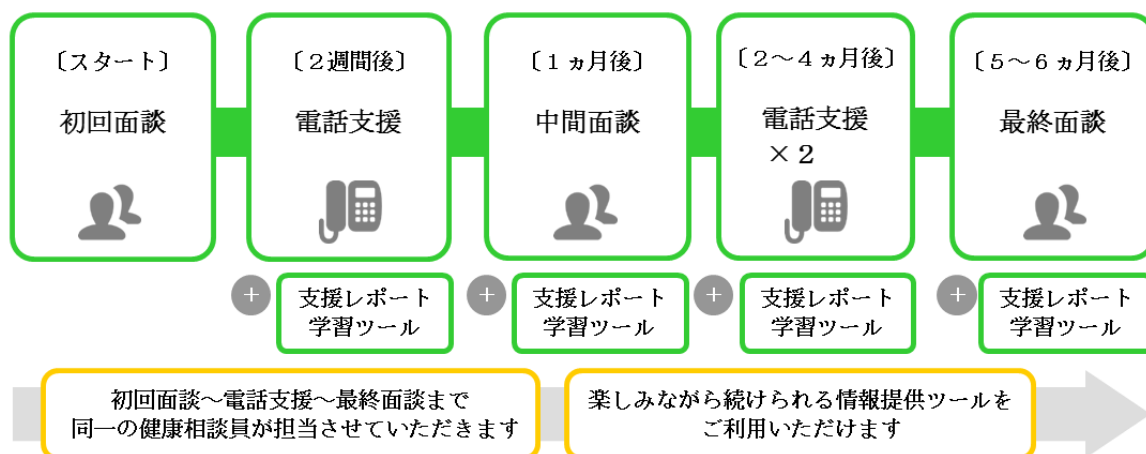 〔スタート〕
初回面談
〔２週間後〕
電話支援
〔１ヵ月後〕
中間面談
〔２～４ヵ月後〕
電話支援
×２
〔５～６ヵ月後〕
最終面談
+
支援レポート
学習ツール
+
支援レポート
学習ツール
+
支援レポート
学習ツール
+
支援レポート
学習ツール
初回面談～電話支援～最終面談まで
同一の健康相談員が担当させていただきます
楽しみながら続けられる情報提供ツールを
ご利用いただけます